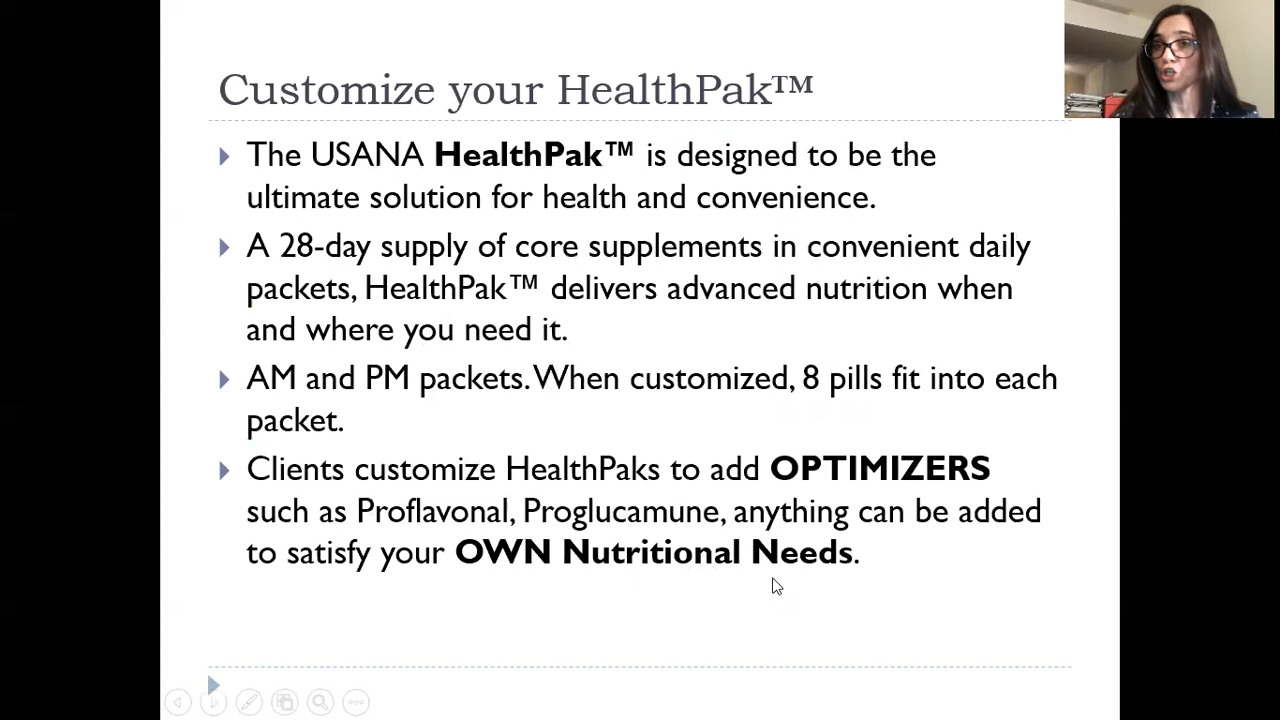 Customize your HealthPak™
The USANA HealthPak™ is designed to be the
ultimate solution for health and convenience.
A 28-day supply of core supplements in convenient daily
packets, HealthPak™ delivers advanced nutrition when
and where you need it.
AM and PM packets. When customized, 8 pills fit into each
packet.
Clients customize HealthPaks to add OPTIMIZERS
such as Proflavonal, Proglucamune, anything can be added
to satisfy your OWN Nutritional Needs.